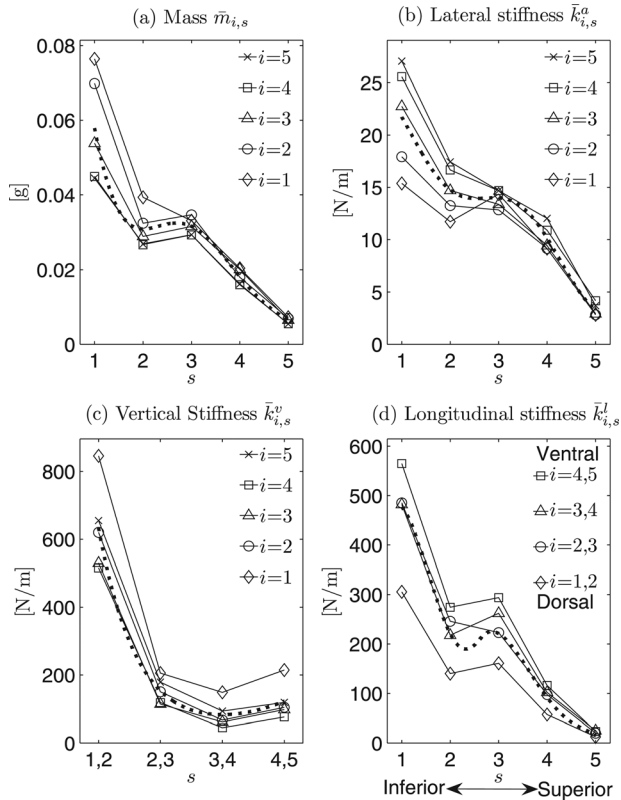 (a) Mass m̄i,s
[g]
0.08
0.06
0.04
0.02
0
1 2 3 4 5
s
i=5
i=4
i=3
i=2
i=1
(b) Lateral stiffness k̄ᵃi,s
[N/m]
25
20
15
10
5
0
1 2 3 4 5
s
i=5
i=4
i=3
i=2
i=1
(c) Vertical Stiffness k̄ᵛi,s
[N/m]
800
600
400
200
0
1,2 2,3 3,4 4,5
s
i=5
i=4
i=3
i=2
i=1
(d) Longitudinal stiffness k̄ˡi,s
[N/m]
600
500
400
300
200
100
0
1 2 3 4 5
Ventral
i=4,5
i=3,4
i=2,3
i=1,2
Dorsal
Inferior s Superior